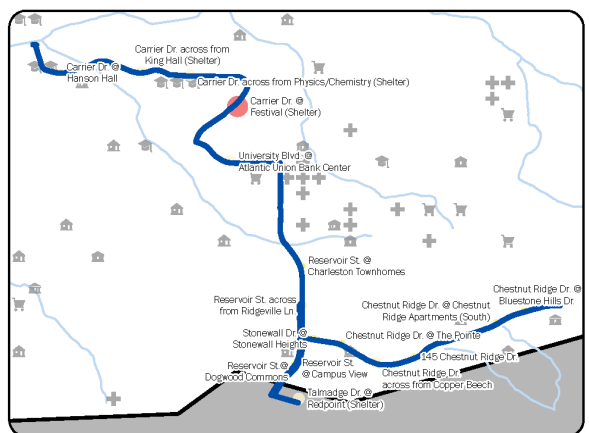 Carrier Dr. across from
King Hall (Shelter)
Carrier Dr. @
Hanson Hall
Carrier Dr. across from Physics/Chemistry (Shelter)
Carrier Dr. @
Festival (Shelter)
University Blvd @
Atlantic Union Bank Center
Reservoir St. @
Charleston Townhomes
Chestnut Ridge Dr. @
Bluestone Hills Dr.
Reservoir St. across
from Ridgeville Ln
Chestnut Ridge Dr. @ Chestnut
Ridge Apartments (South)
Stonewall Dr. @
Stonewall Heights
Chestnut Ridge Dr. @ The Pointe
145 Chestnut Ridge Dr.
Reservoir St. @
Dogwood Commons
Reservoir St.
@ Campus View
Chestnut Ridge Dr.
across from Copper Beech
Talmadge Dr. @
Redpoint (Shelter)